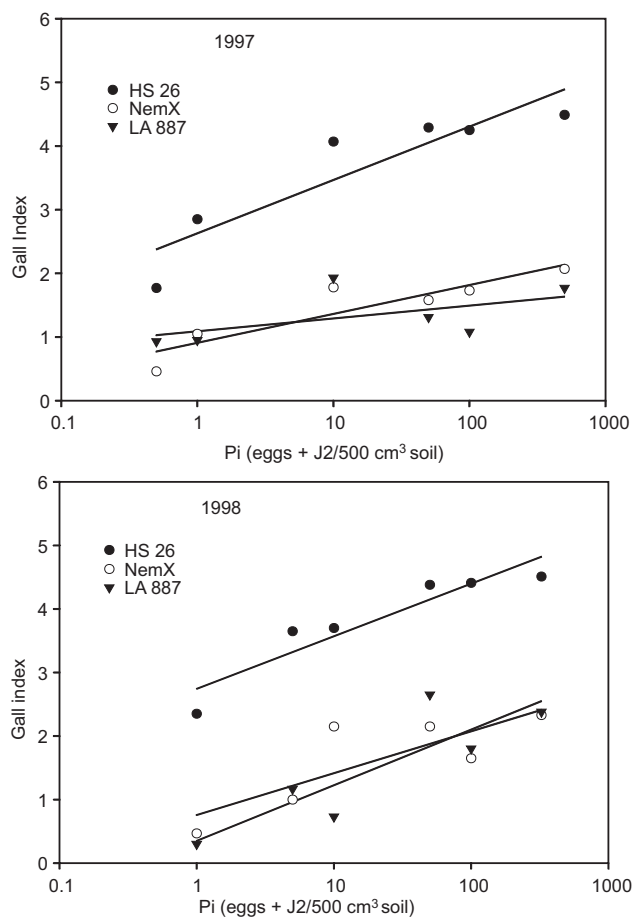 6
1997
5
HS 26
NemX
LA 887
4
Gall Index
3
2
1
0
0.1 1 10 100 1000
Pi (eggs + J2/500 cm³ soil)
6
1998
5
HS 26
NemX
LA 887
4
Gall index
3
2
1
0
0.1 1 10 100 1000
Pi (eggs + J2/500 cm³ soil)